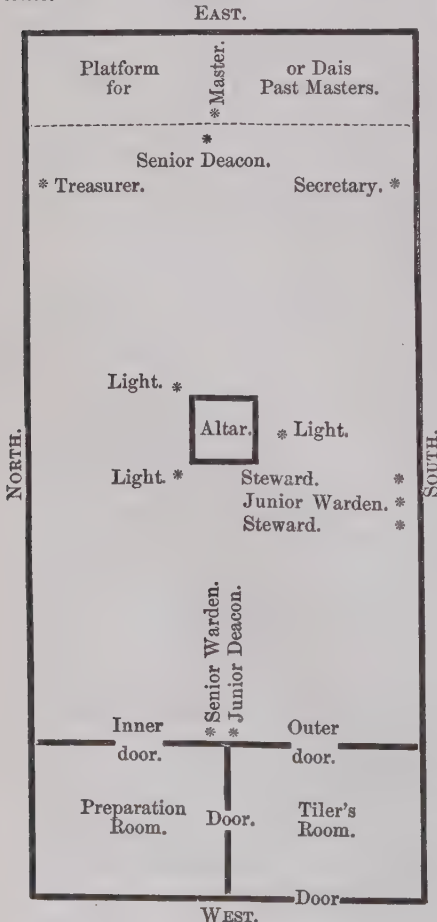 EAST.
Platform
for
Master.
or Dais
Past Masters.
Senior Deacon.
* Treasurer.
Secretary. *
Light. *
Altar.
* Light.
Light. *
NORTH.
SOUTH.
Steward. *
Junior Warden. *
Steward. *
* Senior Warden.
* Junior Deacon.
Inner
door.
Outer
door.
Preparation
Room.
Door.
Tiler's
Room.
Door
WEST.